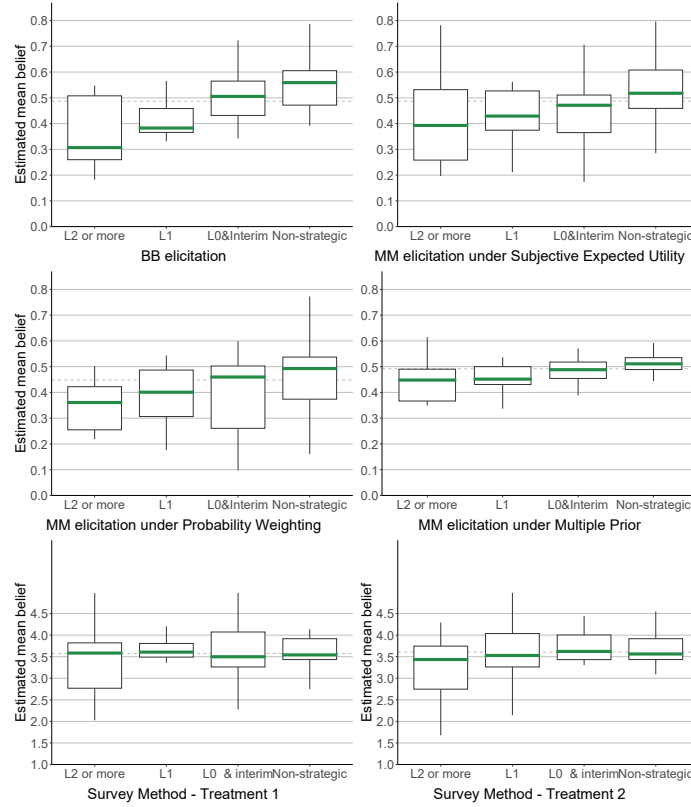 Estimated mean belief
0.8
0.7
0.6
0.5
0.4
0.3
0.2
0.1
0.0
L2 or more L1 L0&Interim Non-strategic
BB elicitation
Estimated mean belief
0.8
0.7
0.6
0.5
0.4
0.3
0.2
0.1
0.0
L2 or more L1 L0&Interim Non-strategic
MM elicitation under Subjective Expected Utility
Estimated mean belief
0.8
0.7
0.6
0.5
0.4
0.3
0.2
0.1
0.0
L2 or more L1 L0&Interim Non-strategic
MM elicitation under Probability Weighting
Estimated mean belief
0.8
0.7
0.6
0.5
0.4
0.3
0.2
0.1
0.0
L2 or more L1 L0&Interim Non-strategic
MM elicitation under Multiple Prior
Estimated mean belief
4.5
4.0
3.5
3.0
2.5
2.0
1.5
1.0
L2 or more L1 L0 & interim Non-strategic
Survey Method - Treatment 1
Estimated mean belief
4.5
4.0
3.5
3.0
2.5
2.0
1.5
1.0
L2 or more L1 L0 & interim Non-strategic
Survey Method - Treatment 2